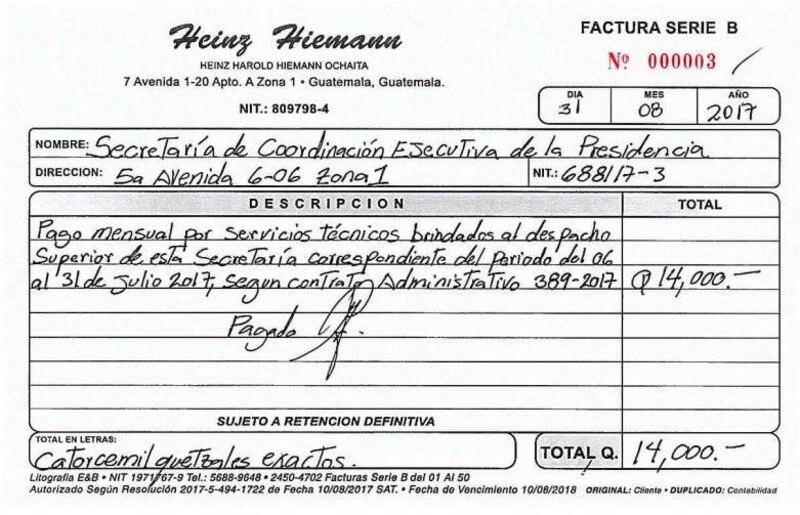 Heinz Hiemann
HEINZ HAROLD HIEMANN OCHAITA
7 Avenida 1-20 Apto. A Zona 1 • Guatemala, Guatemala.
NIT.: 809798-4
FACTURA SERIE B
Nº 000003
DIA MES AÑO
31 08 2017
NOMBRE: Secretaría de Coordinación Ejecutiva de la Presidencia
DIRECCION: 5a Avenida 6-06 Zona 1 NIT.: 688117-3
DESCRIPCION TOTAL
Pago mensual por servicios técnicos brindados al despacho
Superior de esta Secretaría correspondiente del Periodo del 06
al 31 de Julio 2017, segun contrato Administrativo 389-2017 Q 14,000.-
Pagado
SUJETO A RETENCION DEFINITIVA
TOTAL EN LETRAS:
Catorce mil quetzales exactos.
TOTAL Q. 14,000.-
Litografía E&B • NIT 1971767-9 Tel.: 5688-9648 • 2450-4702 Facturas Serie B del 01 Al 50
Autorizado Según Resolución 2017-5-494-1722 de Fecha 10/08/2017 SAT. • Fecha de Vencimiento 10/08/2018 ORIGINAL: Cliente • DUPLICADO: Contabilidad